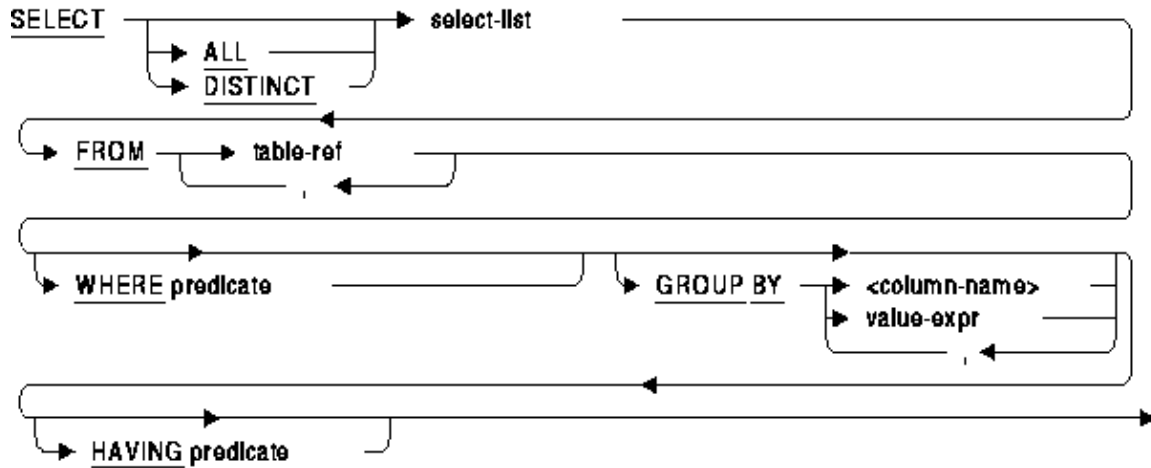 SELECT select-list
ALL
DISTINCT
FROM table-ref
,
WHERE predicate GROUP BY <column-name>
value-expr
,
HAVING predicate